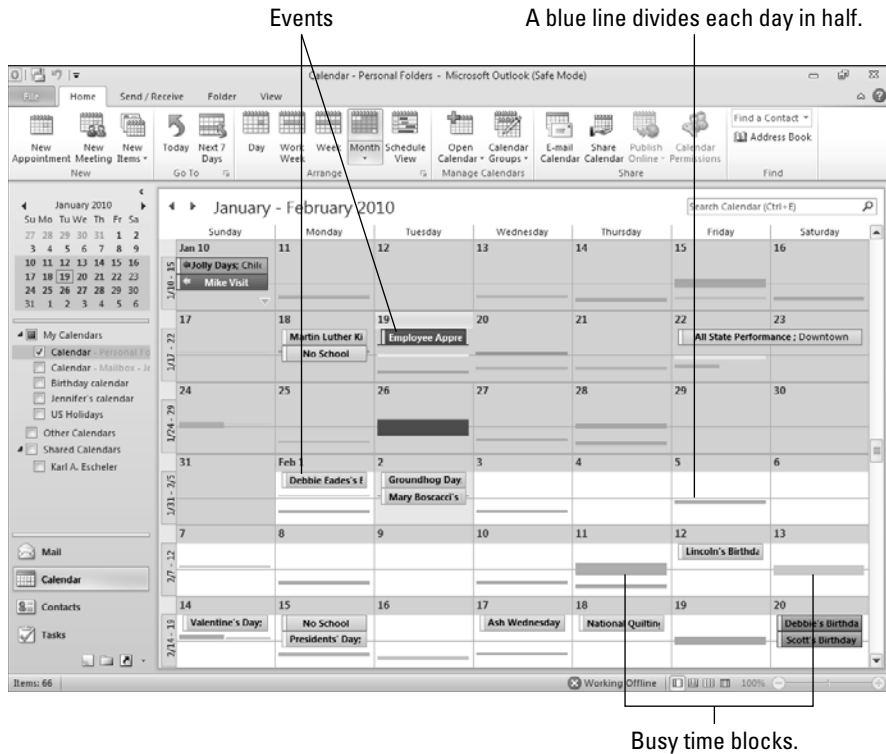 Events
A blue line divides each day in half.
Calendar - Personal Folders - Microsoft Outlook (Safe Mode)
File Home Send / Receive Folder View
New Appointment
New Meeting
New Items
New
Today
Next 7 Days
Go To
Day
Work Week
Week
Month
Schedule View
Arrange
Open Calendar
Calendar Groups
Manage Calendars
E-mail Calendar
Share Calendar
Publish Online
Calendar Permissions
Share
Find a Contact
Address Book
Find
January 2010
Su Mo Tu We Th Fr Sa
27 28 29 30 31 1 2
3 4 5 6 7 8 9
10 11 12 13 14 15 16
17 18 19 20 21 22 23
24 25 26 27 28 29 30
31 1 2 3 4 5 6
My Calendars
Calendar - Personal Fo
Calendar - Mailbox - Je
Birthday calendar
Jennifer's calendar
US Holidays
Other Calendars
Shared Calendars
Karl A. Escheler
Mail
Calendar
Contacts
Tasks
January - February 2010
Search Calendar (Ctrl+E)
Sunday Monday Tuesday Wednesday Thursday Friday Saturday
1/10 - 15
Jan 10 11 12 13 14 15 16
Jolly Days; Chilc
Mike Visit
1/17 - 22
17 18 19 20 21 22 23
Martin Luther Ki Employee Appre All State Performance ; Downtown
No School
1/24 - 29
24 25 26 27 28 29 30
1/31 - 2/5
31 Feb 1 2 3 4 5 6
Debbie Eades's B Groundhog Day;
Mary Boscacci's
2/7 - 12
7 8 9 10 11 12 13
Lincoln's Birthda
2/14 - 19
14 15 16 17 18 19 20
Valentine's Day; No School Ash Wednesday National Quilting Debbie's Birthda
Presidents' Day; Scott's Birthday
Items: 66
Working Offline
100%
Busy time blocks.